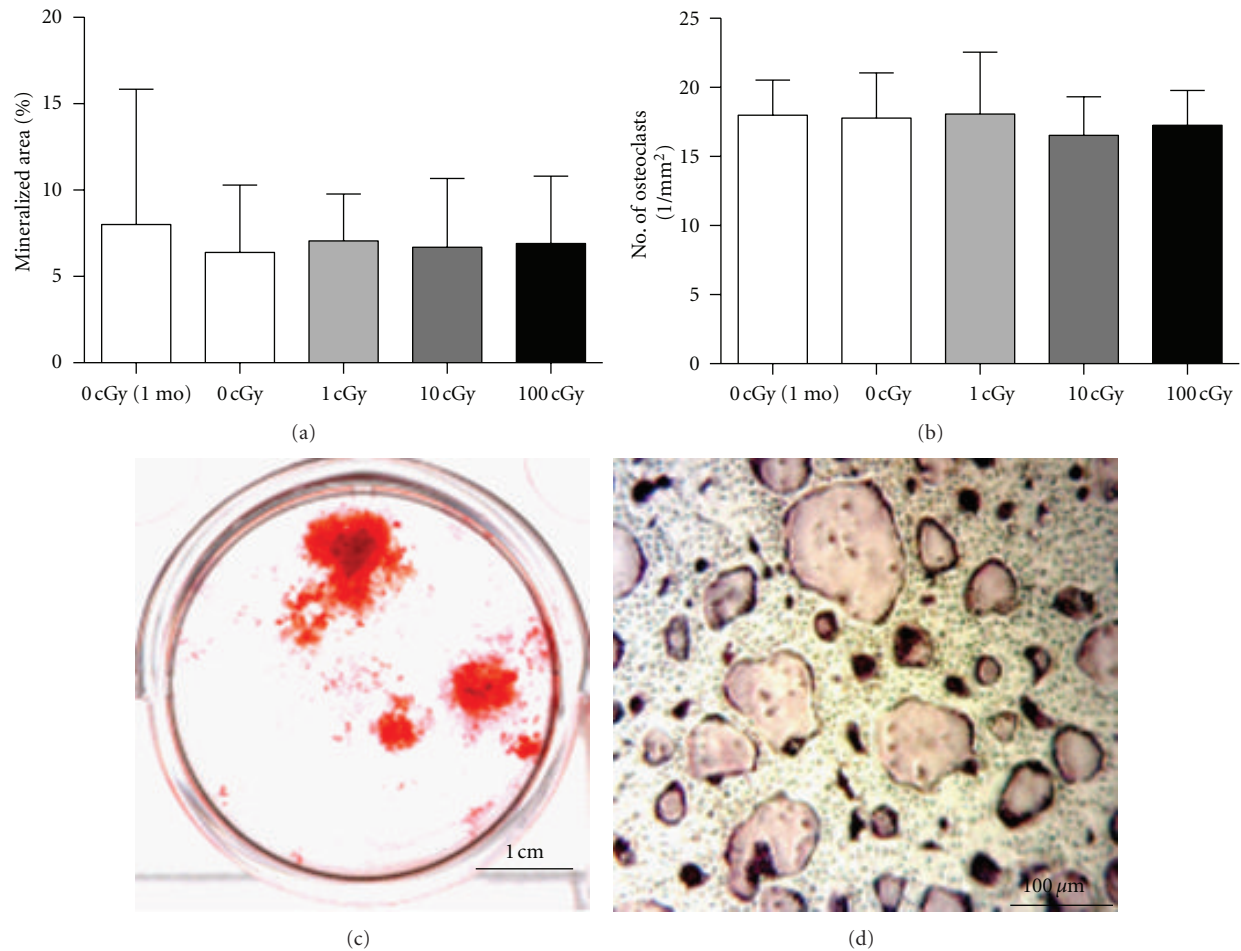 20
15
10
5
0
Mineralized area (%)
0 cGy (1 mo)
0 cGy
1 cGy
10 cGy
100 cGy
(a)
25
20
15
10
5
0
No. of osteoclasts
(1/mm²)
0 cGy (1 mo)
0 cGy
1 cGy
10 cGy
100 cGy
(b)
1 cm
(c)
100 µm
(d)